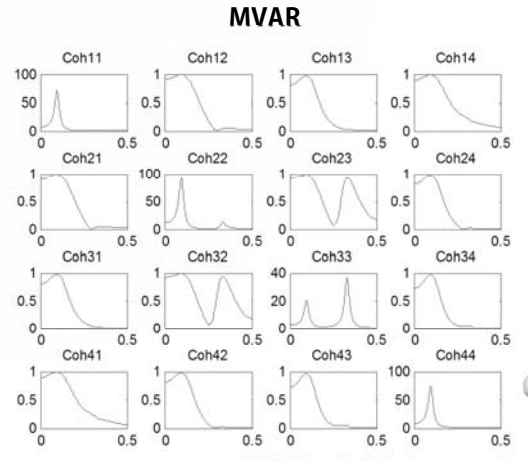 MVAR
Coh11 Coh12 Coh13 Coh14
100 1 1 1
50 0.5 0.5 0.5
0 0 0 0
0 0.5 0 0.5 0 0.5 0 0.5
Coh21 Coh22 Coh23 Coh24
1 100 1 1
0.5 50 0.5 0.5
0 0 0 0
0 0.5 0 0.5 0 0.5 0 0.5
Coh31 Coh32 Coh33 Coh34
1 1 40 1
0.5 0.5 20 0.5
0 0 0 0
0 0.5 0 0.5 0 0.5 0 0.5
Coh41 Coh42 Coh43 Coh44
1 1 1 100
0.5 0.5 0.5 50
0 0 0 0
0 0.5 0 0.5 0 0.5 0 0.5